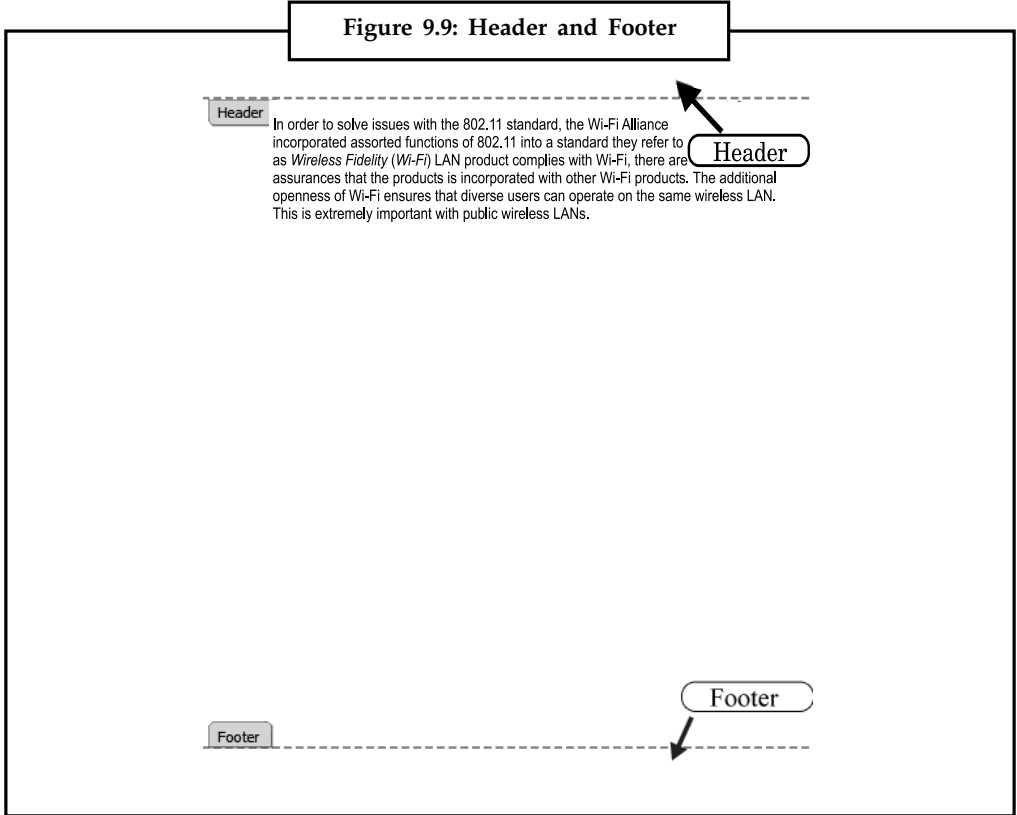 Figure 9.9: Header and Footer
Header
In order to solve issues with the 802.11 standard, the Wi-Fi Alliance
incorporated assorted functions of 802.11 into a standard they refer to
as Wireless Fidelity (Wi-Fi) LAN product complies with Wi-Fi, there are
assurances that the products is incorporated with other Wi-Fi products. The additional
openness of Wi-Fi ensures that diverse users can operate on the same wireless LAN.
This is extremely important with public wireless LANs.
Header
Footer
Footer